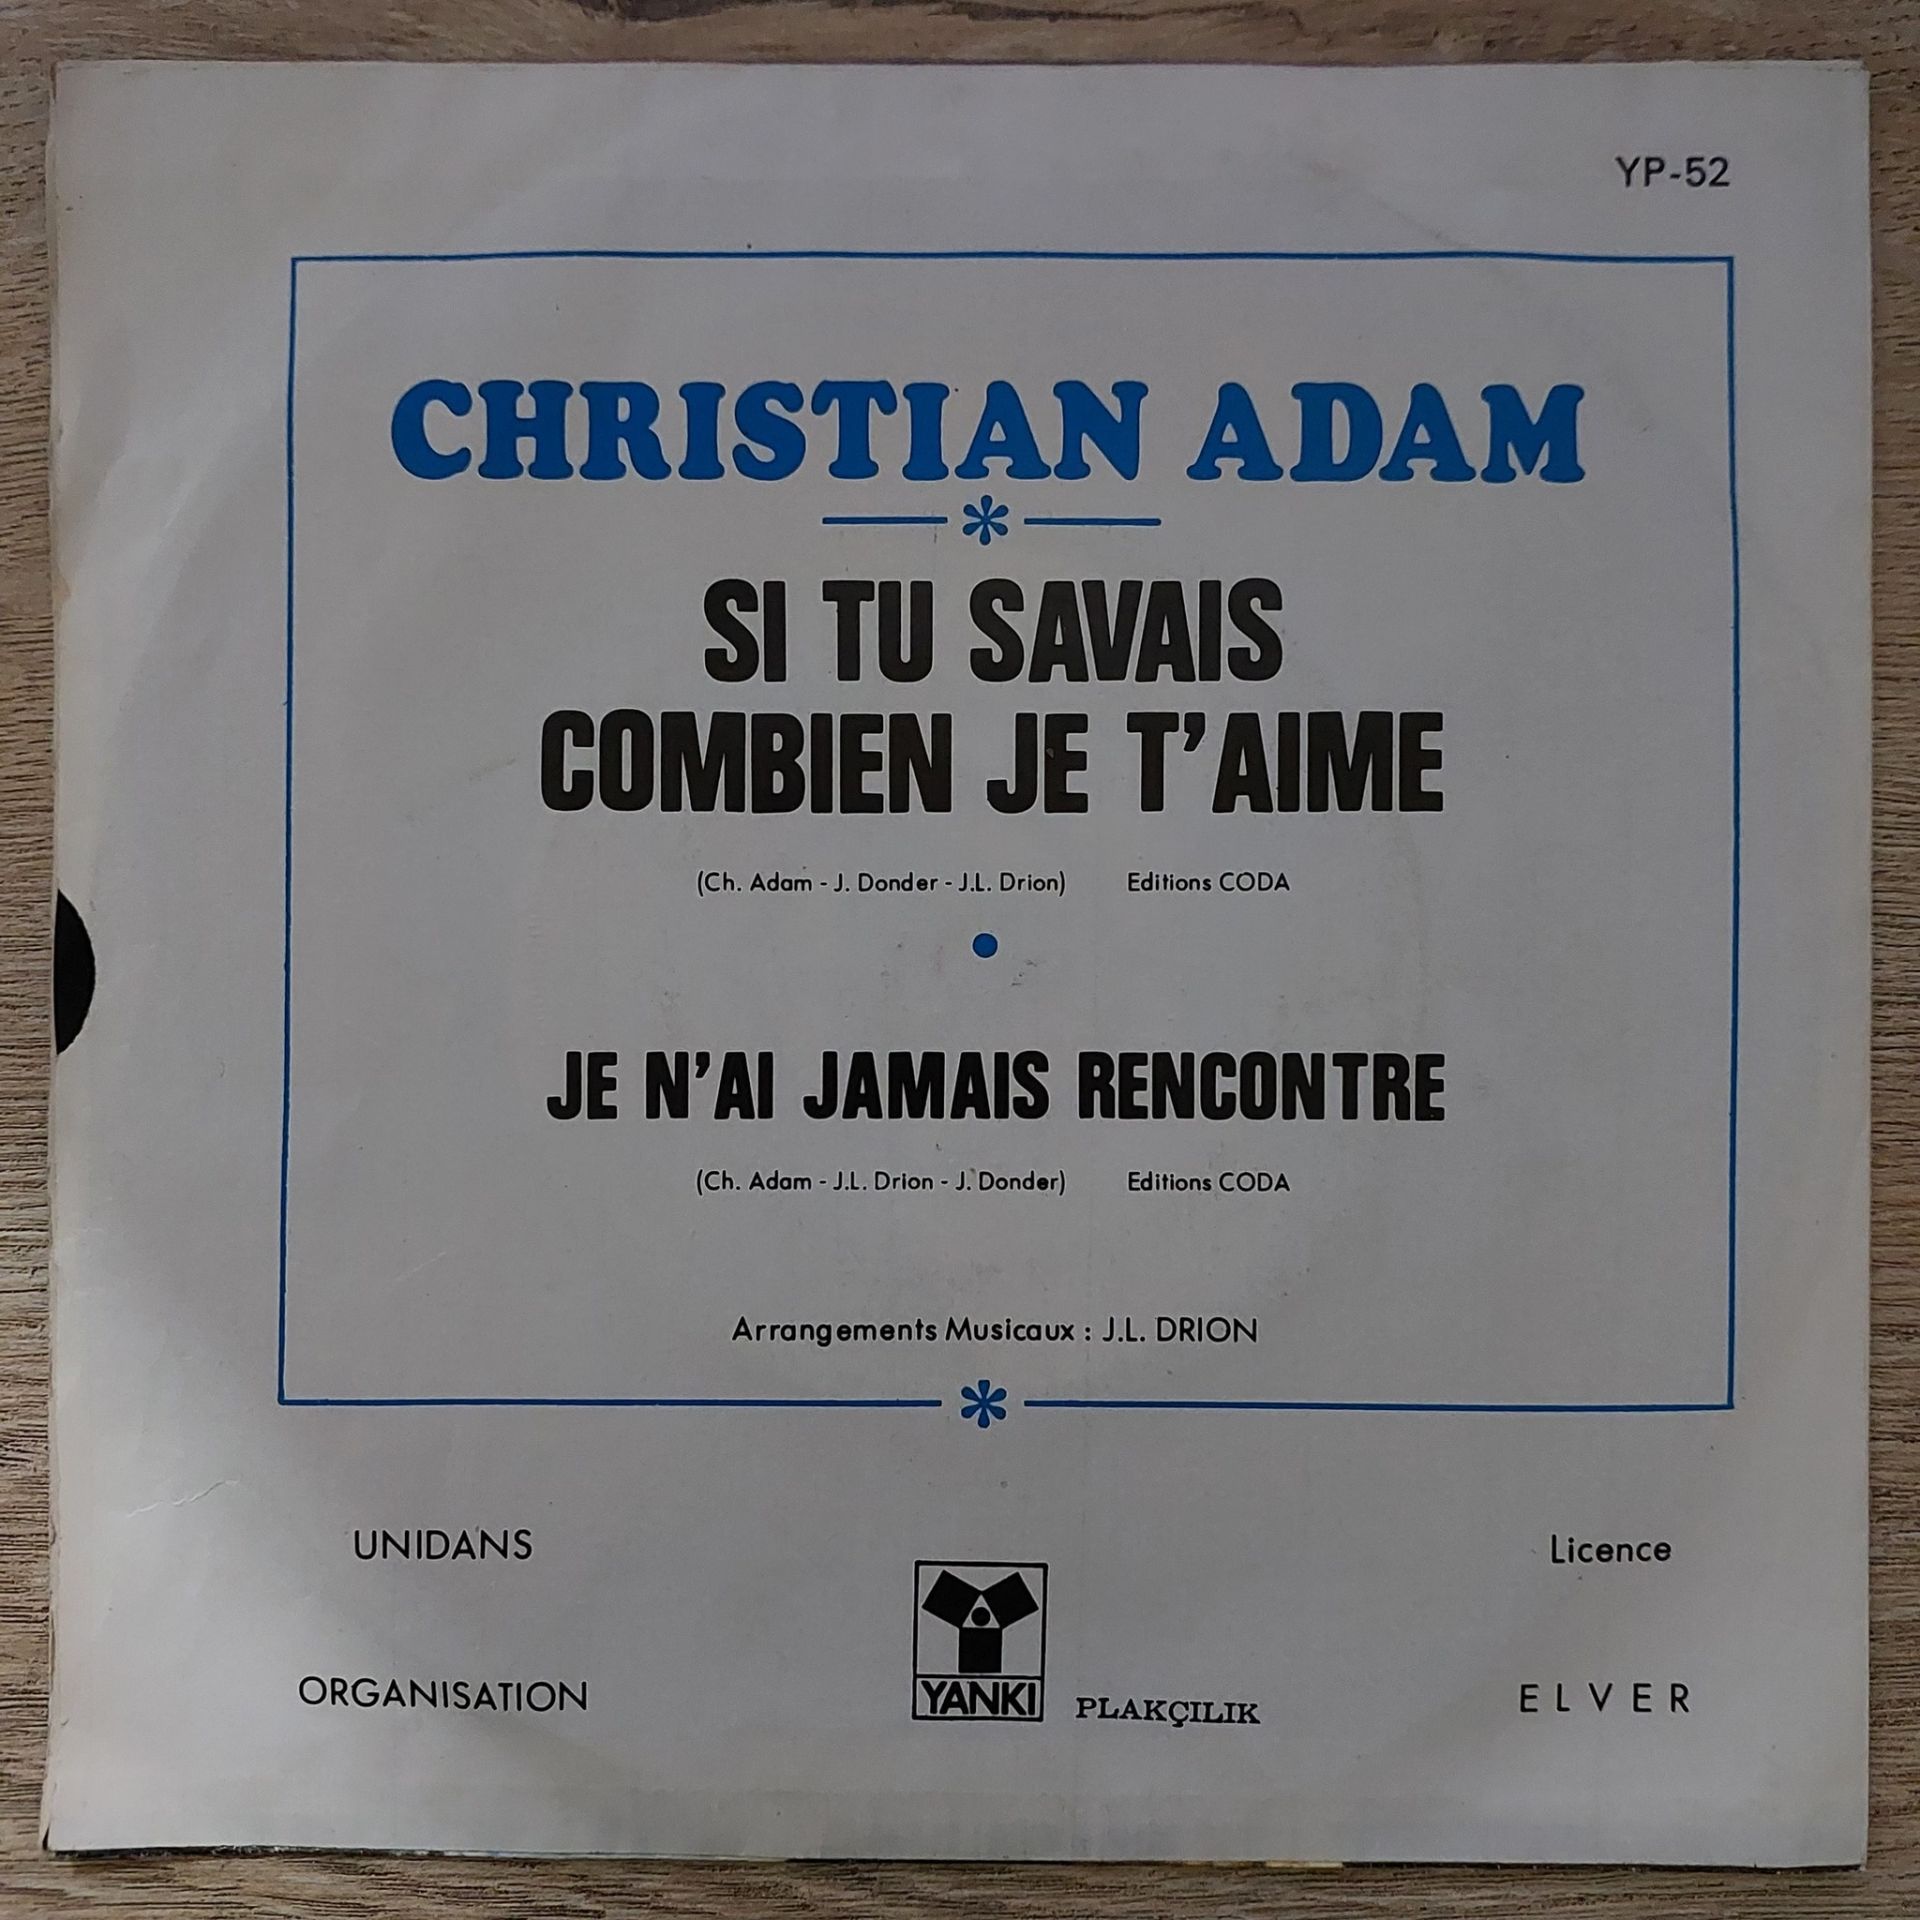 YP-52
CHRISTIAN ADAM
SI TU SAVAIS
COMBIEN JE T'AIME
(Ch. Adam - J. Donder - J.L. Drion) Editions CODA
JE N'AI JAMAIS RENCONTRE
(Ch. Adam - J.L. Drion - J. Donder) Editions CODA
Arrangements Musicaux : J.L. DRION
UNIDANS
ORGANISATION
YANKI PLAKÇILIK
Licence
ELVER